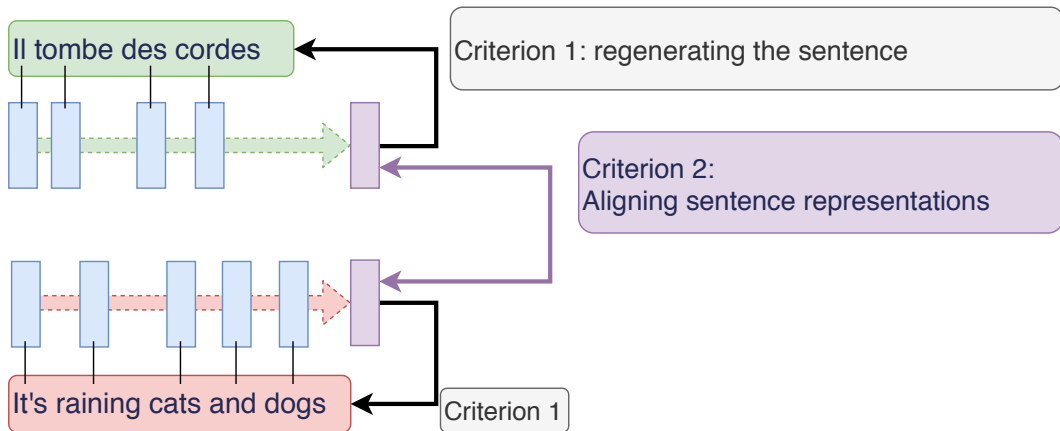 Il tombe des cordes
Criterion 1: regenerating the sentence
Criterion 2:
Aligning sentence representations
It's raining cats and dogs
Criterion 1